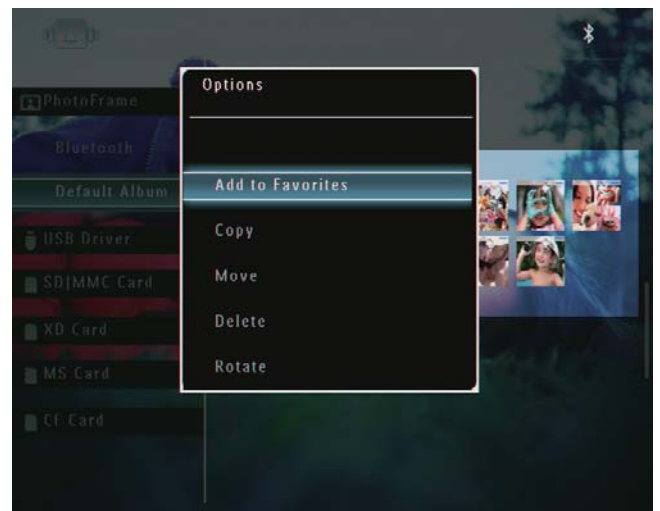 Options
PhotoFrame
Bluetooth
Default Album
USB Driver
SD|MMC Card
XD Card
MS Card
CF Card
Add to Favorites
Copy
Move
Delete
Rotate